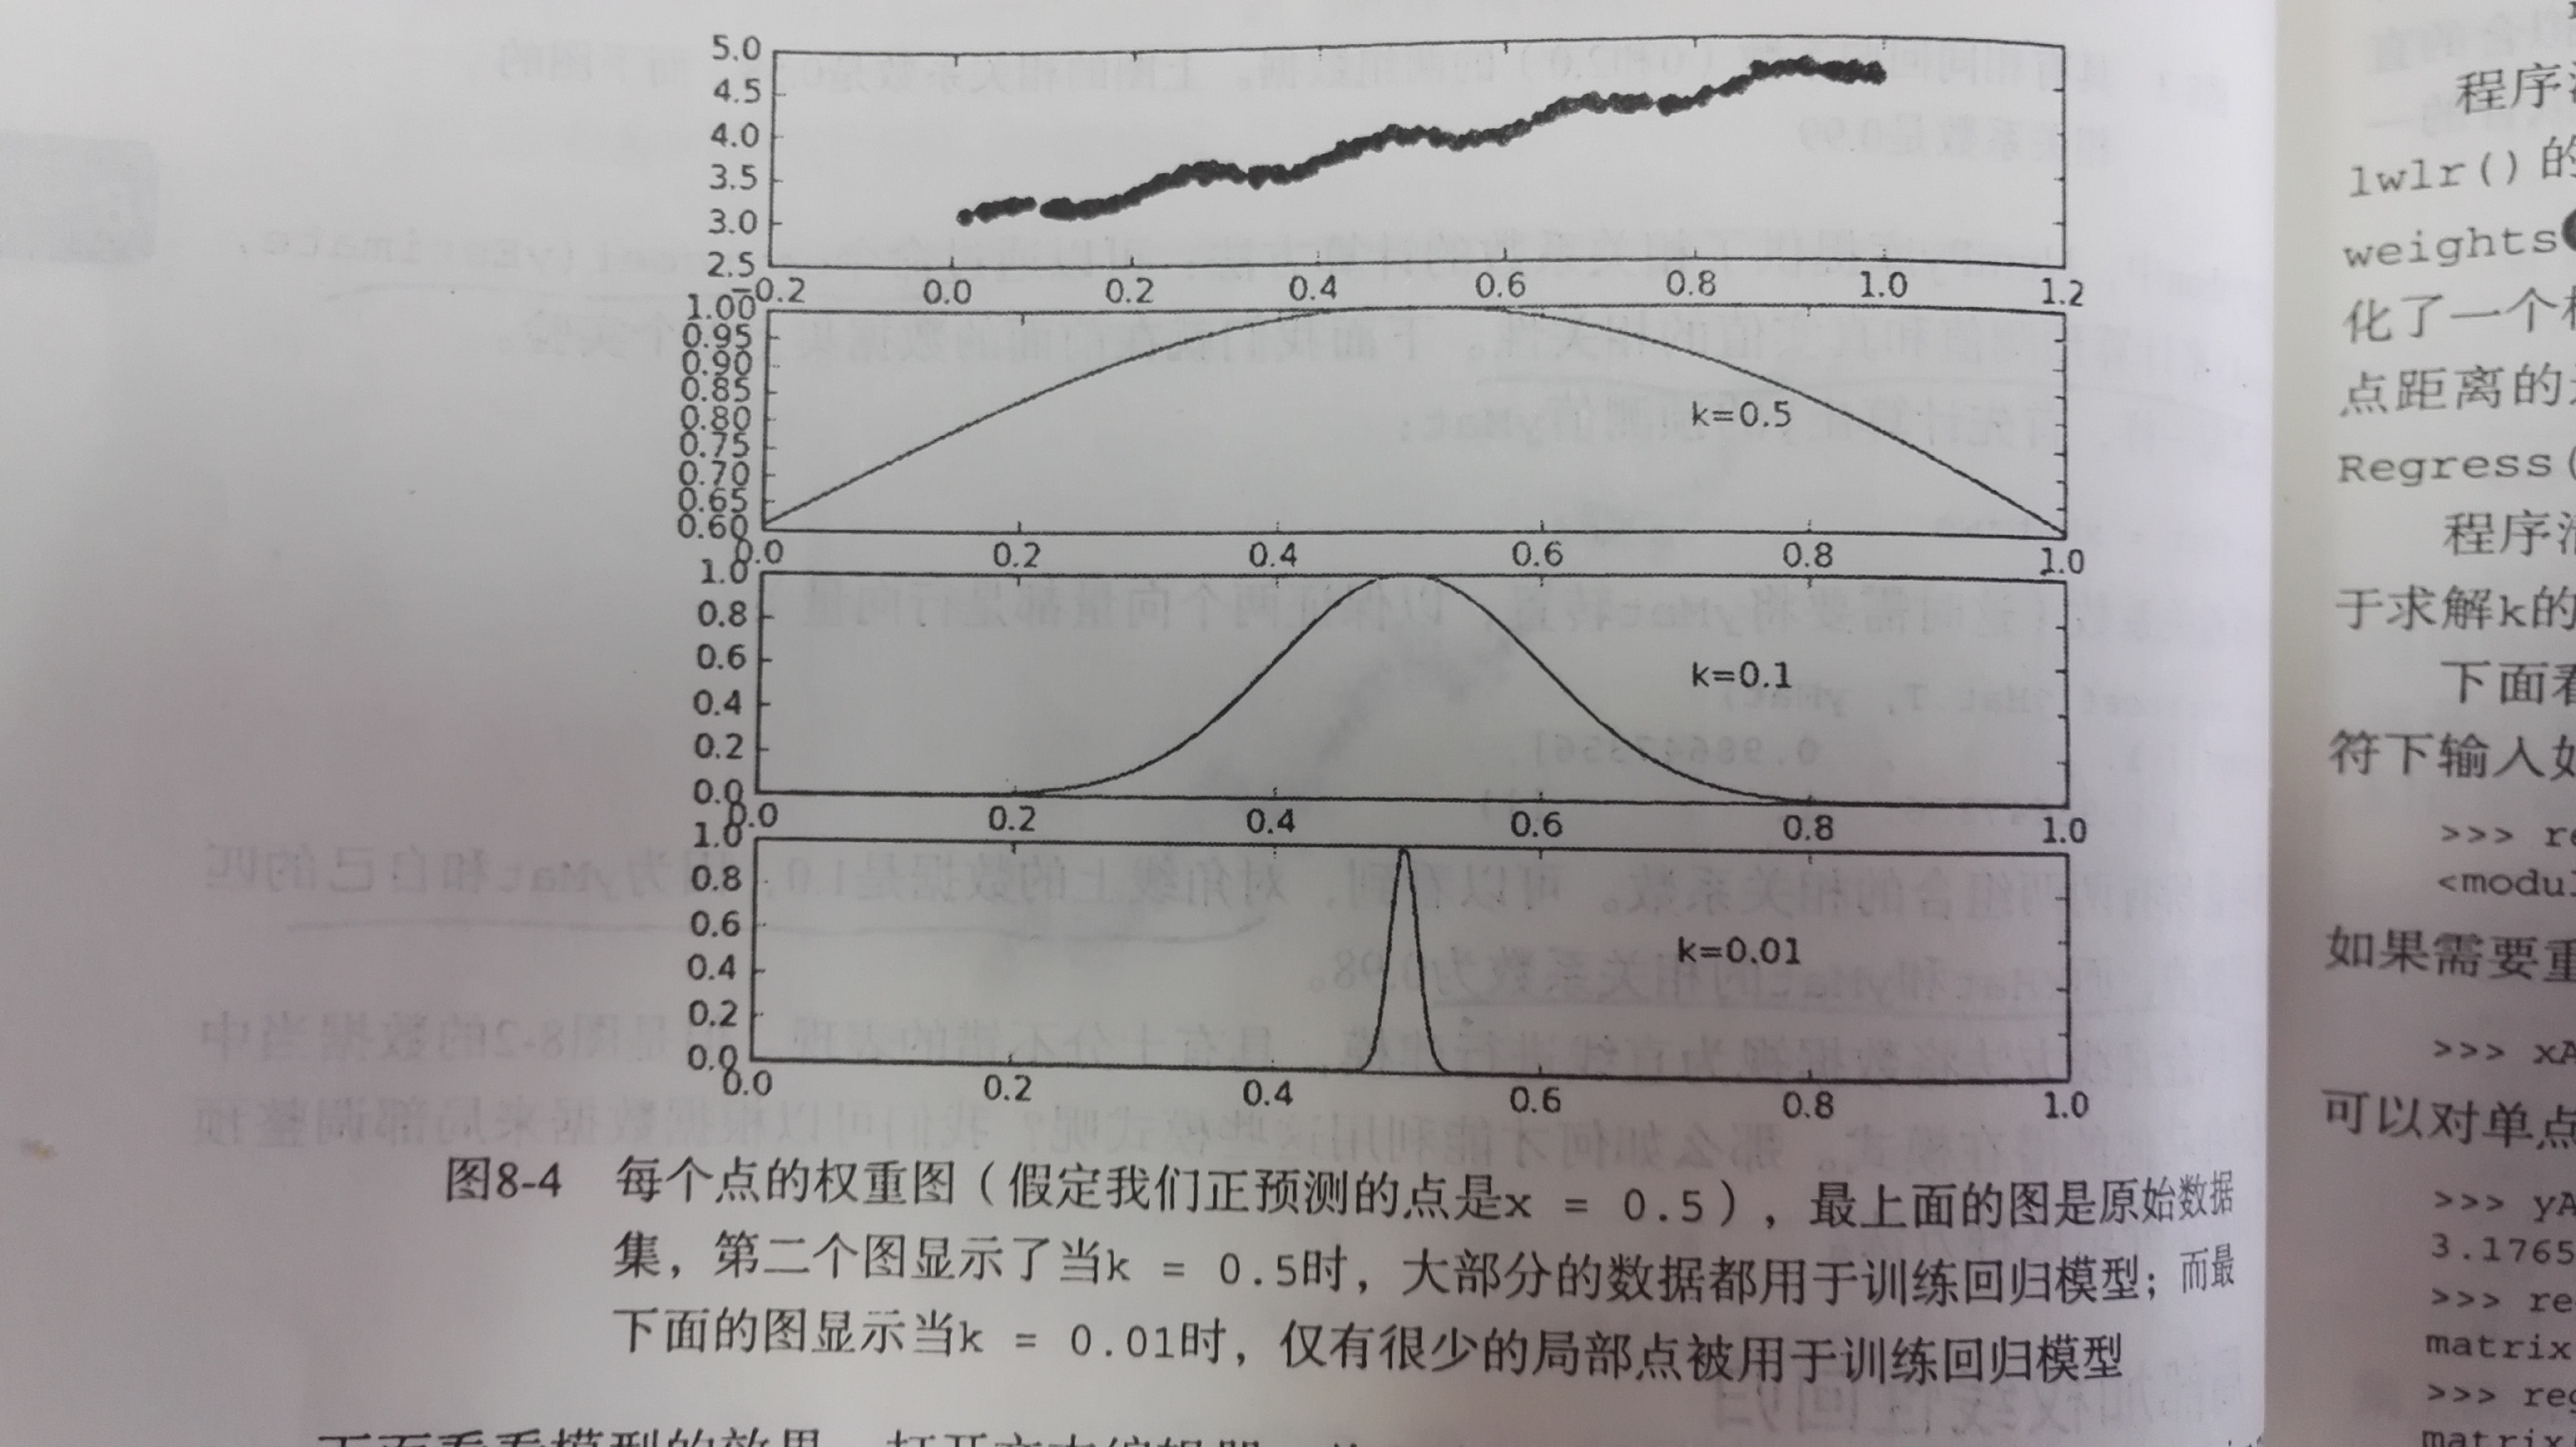 5.0
4.5
4.0
3.5
3.0
2.5
-0.2 0.0 0.2 0.4 0.6 0.8 1.0 1.2
1.00
0.95
0.90
0.85
0.80
0.75
0.70
0.65
0.60
k=0.5
0.0 0.2 0.4 0.6 0.8 1.0
1.0
0.8
0.6
0.4
0.2
0.0
k=0.1
0.0 0.2 0.4 0.6 0.8 1.0
1.0
0.8
0.6
0.4
0.2
0.0
k=0.01
0.0 0.2 0.4 0.6 0.8 1.0
图8-4 每个点的权重图（假定我们正预测的点是x = 0.5），最上面的图是原始数据
集，第二个图显示了当k = 0.5时，大部分的数据都用于训练回归模型；而最
下面的图显示当k = 0.01时，仅有很少的局部点被用于训练回归模型
程序
lwlr()的
weights
化了一个
点距离的
Regress(
程序
于求解k的
下面
符下输入
>>> re
<modu
如果需要
>>> xA
可以对单点
>>> yA
3.1765
>>> re
matrix
>>> reg
matrix